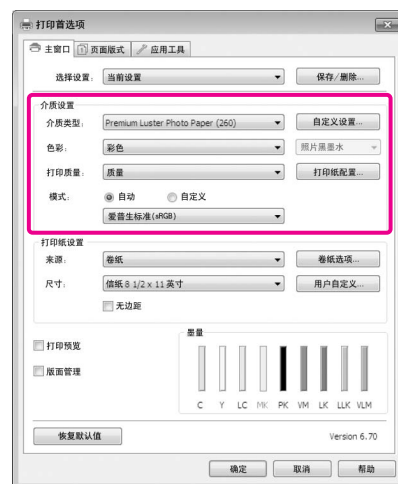 打印首选项
主窗口 页面版式 应用工具
选择设置: 当前设置 保存/删除...
介质设置
介质类型: Premium Luster Photo Paper (260) 自定义设置...
色彩: 彩色 照片黑墨水
打印质量: 质量 打印纸配置...
模式: 自动 自定义
爱普生标准(sRGB)
打印纸设置
来源: 卷纸 卷纸选项...
尺寸: 信纸 8 1/2 x 11 英寸 用户自定义...
无边距
墨量
打印预览
版面管理
C Y LC MK PK VM LK LLK VLM
恢复默认值 Version 6.70
确定 取消 帮助